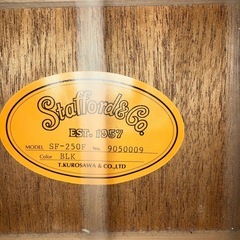 Stafford & Co.
EST. 1957
MODEL SF-250F No. 9050009
Color BLK
T.KUROSAWA & CO.,LTD